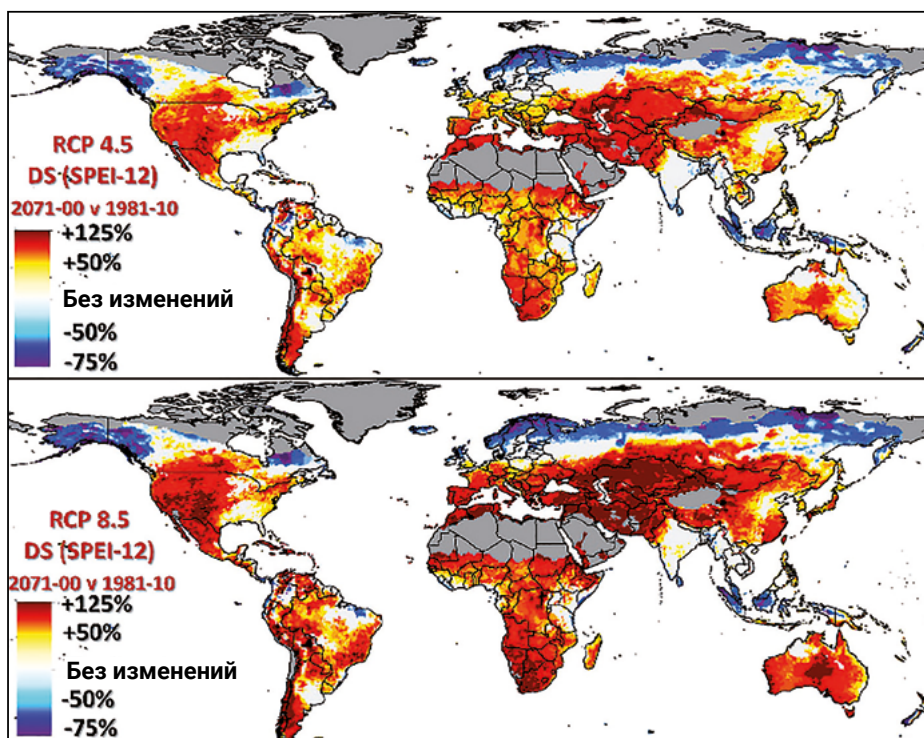 RCP 4.5
DS (SPEI-12)
2071-00 v 1981-10
+125%
+50%
Без изменений
-50%
-75%
RCP 8.5
DS (SPEI-12)
2071-00 v 1981-10
+125%
+50%
Без изменений
-50%
-75%